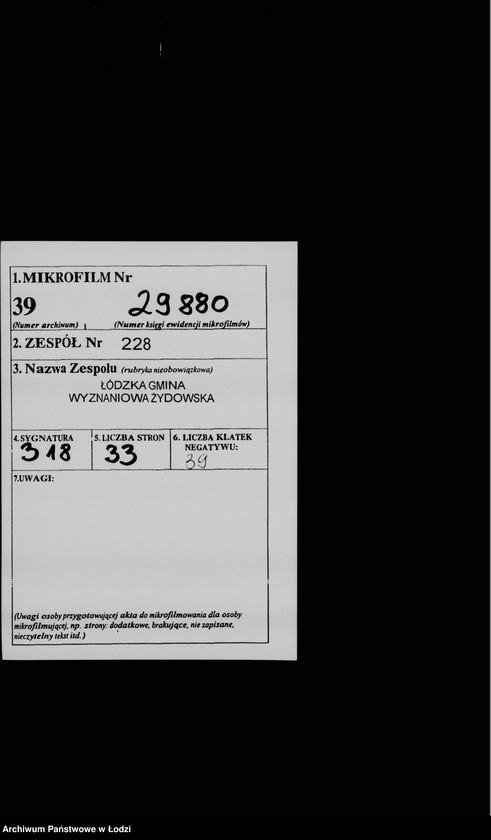 1.MIKROFILM Nr
39 29880
(Numer archiwum) (Numer księgi ewidencji mikrofilmów)
2. ZESPÓŁ Nr 228
3. Nazwa Zespołu (rubryka nieobowiązkowa)
ŁÓDZKA GMINA
WYZNANIOWA ŻYDOWSKA
4.SYGNATURA 5. LICZBA STRON 6. LICZBA KLATEK
NEGATYWU:
318 33 39
7.UWAGI:
(Uwagi osoby przygotowującej akta do mikrofilmowania dla osoby
mikrofilmującej, np. strony: dodatkowe, brakujące, nie zapisane,
nieczytelny tekst itd.)
Archiwum Państwowe w Łodzi